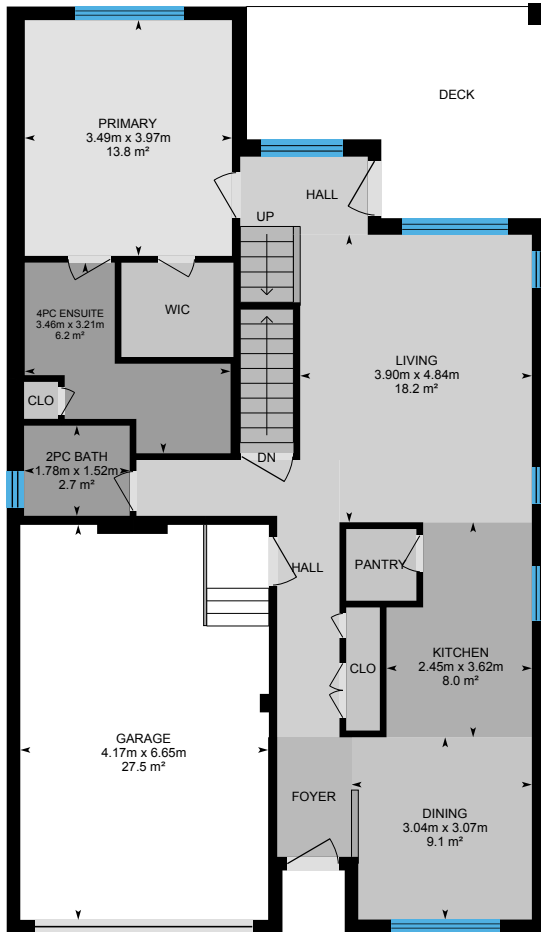 DECK
PRIMARY
3.49m x 3.97m
13.8 m²
HALL
UP
4PC ENSUITE
3.46m x 3.21m
6.2 m²
WIC
LIVING
3.90m x 4.84m
18.2 m²
CLO
2PC BATH
1.78m x 1.52m
2.7 m²
DN
HALL
PANTRY
KITCHEN
2.45m x 3.62m
8.0 m²
CLO
GARAGE
4.17m x 6.65m
27.5 m²
FOYER
DINING
3.04m x 3.07m
9.1 m²